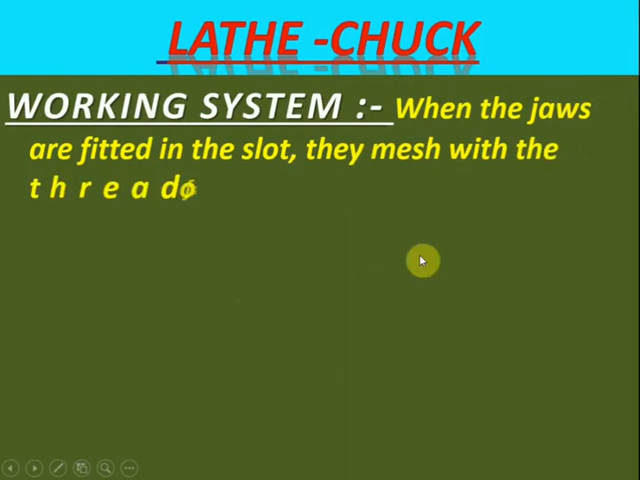 LATHE -CHUCK
WORKING SYSTEM :- When the jaws
are fitted in the slot, they mesh with the
t h r e a d